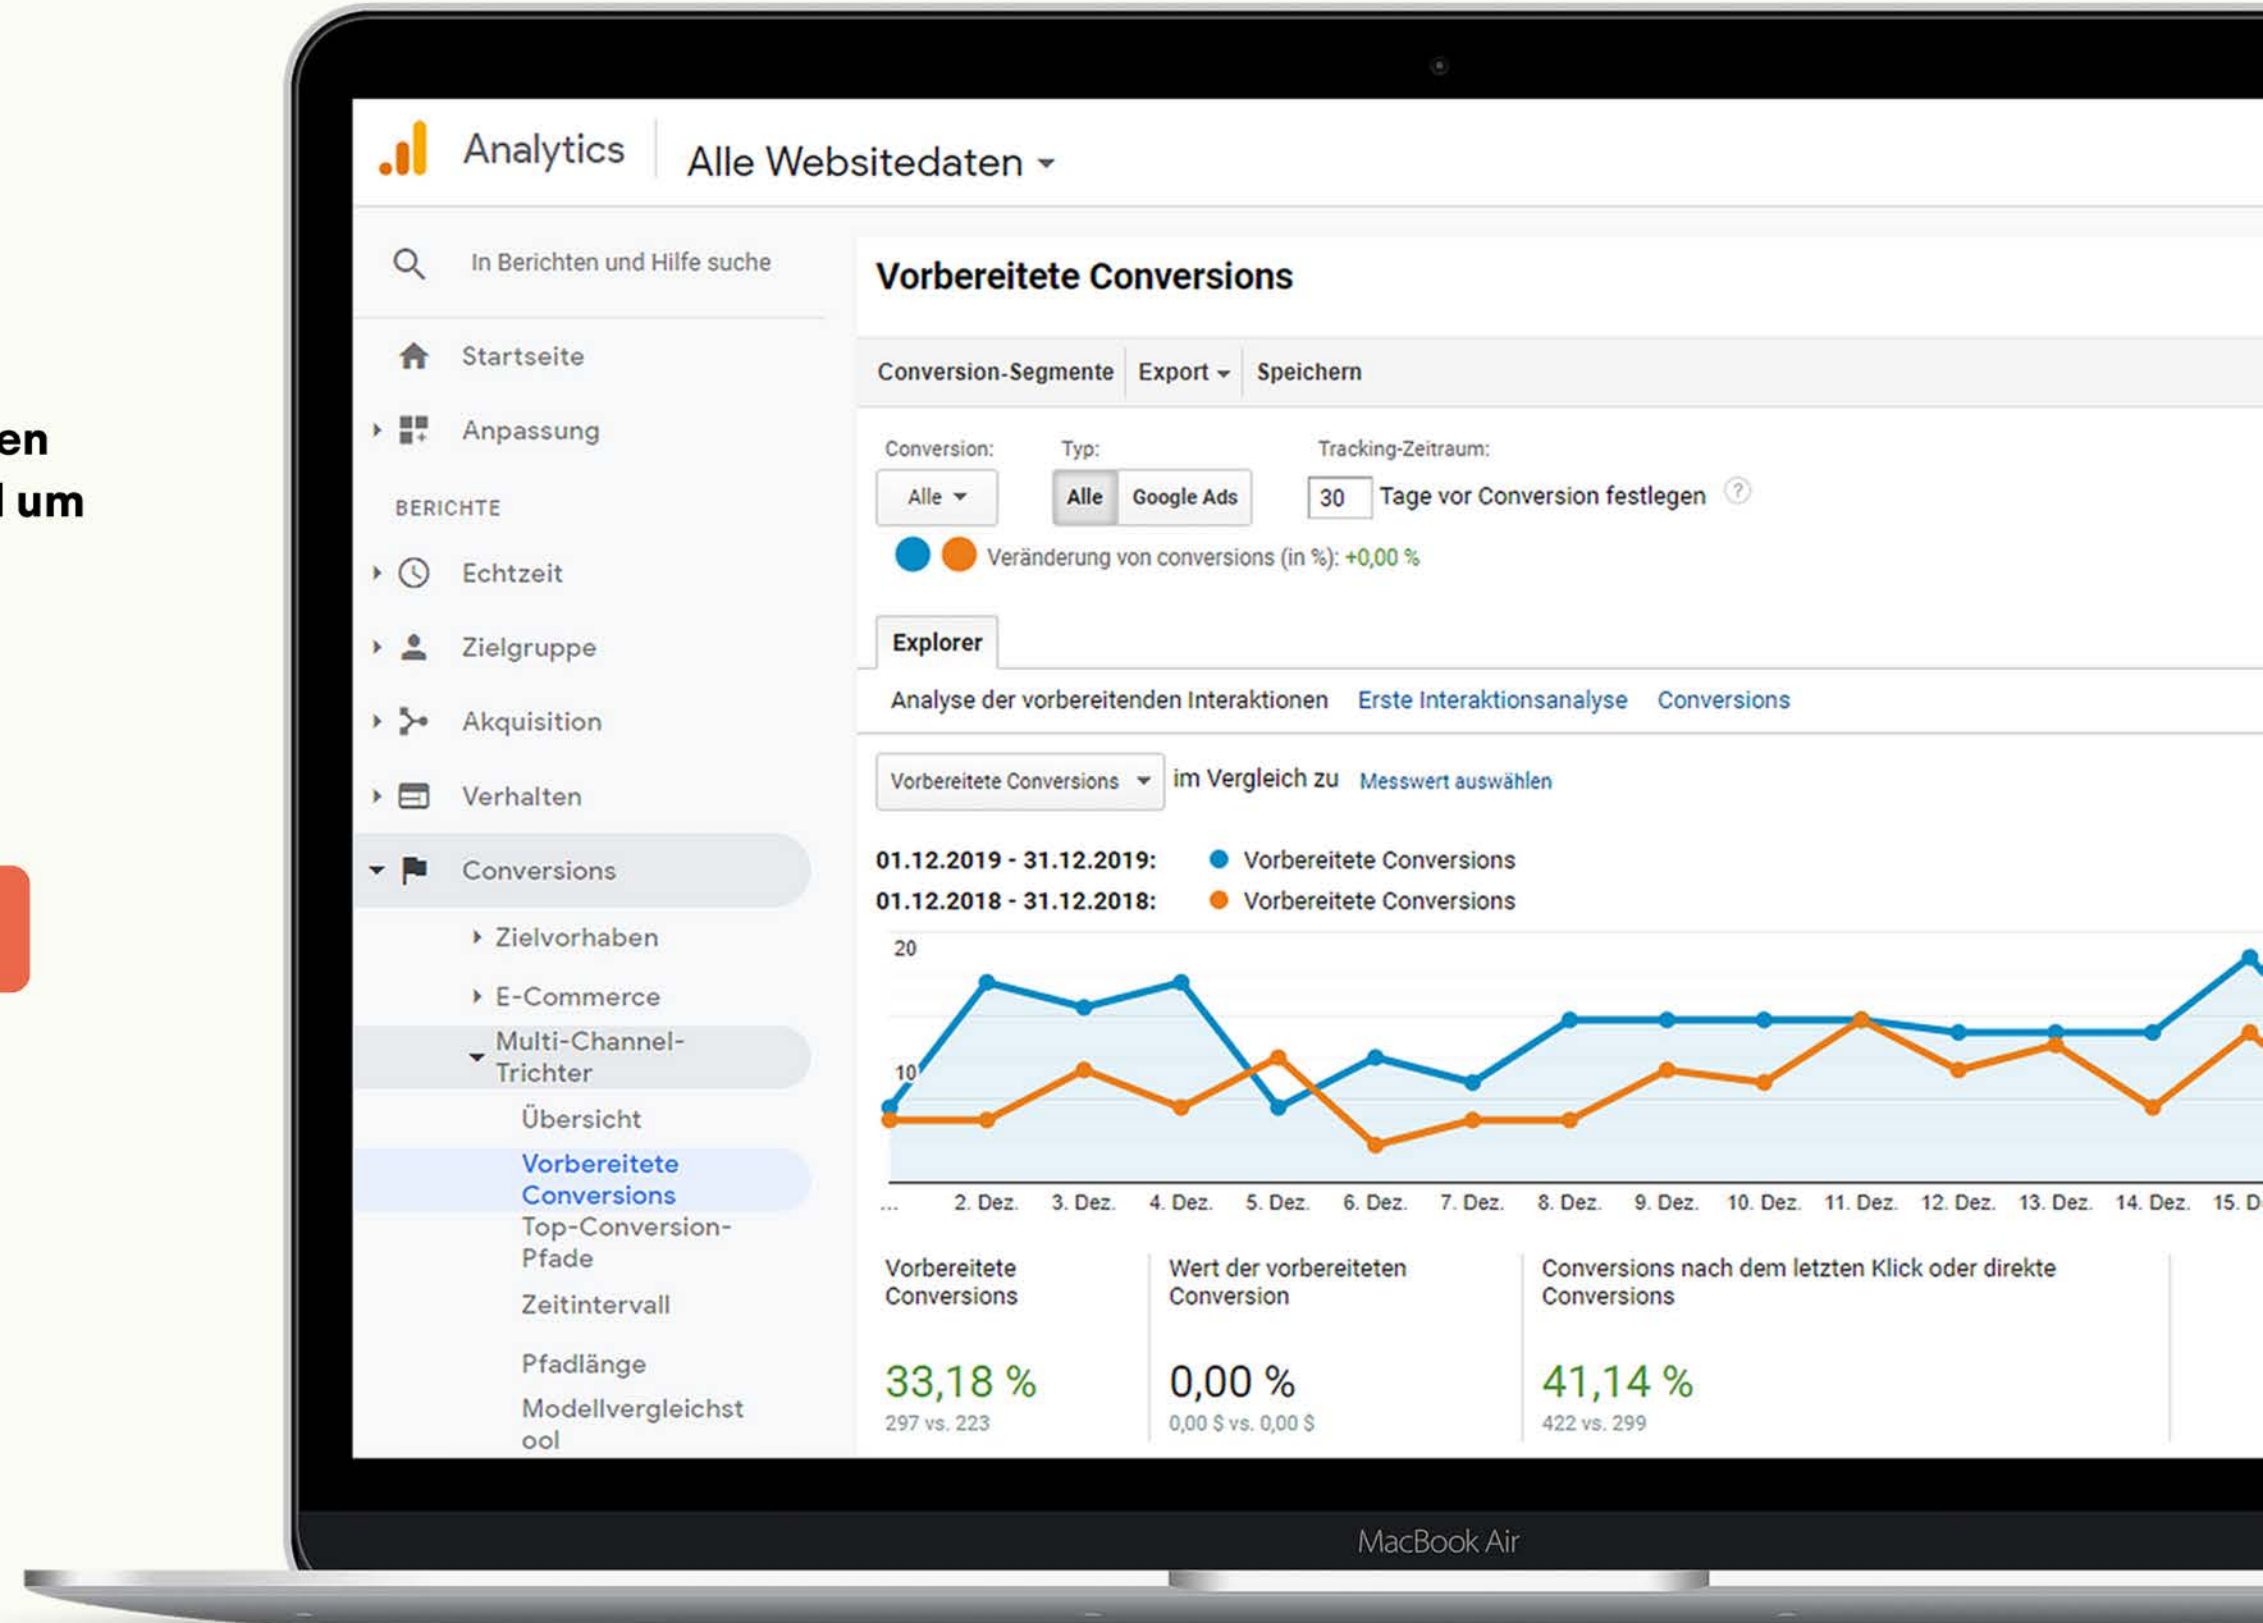 en
um
Analytics
Alle Websitedaten
In Berichten und Hilfe suche
Startseite
Anpassung
BERICHTE
Echtzeit
Zielgruppe
Akquisition
Verhalten
Conversions
Zielvorhaben
E-Commerce
Multi-Channel-
Trichter
Übersicht
Vorbereitete
Conversions
Top-Conversion-
Pfade
Zeitintervall
Pfadlänge
Modellvergleichst
ool
Vorbereitete Conversions
Conversion-Segmente Export Speichern
Conversion: Typ: Tracking-Zeitraum:
Alle Alle Google Ads 30 Tage vor Conversion festlegen ?
Veränderung von conversions (in %): +0,00 %
Explorer
Analyse der vorbereitenden Interaktionen Erste Interaktionsanalyse Conversions
Vorbereitete Conversions im Vergleich zu Messwert auswählen
01.12.2019 - 31.12.2019: Vorbereitete Conversions
01.12.2018 - 31.12.2018: Vorbereitete Conversions
20
10
... 2. Dez. 3. Dez. 4. Dez. 5. Dez. 6. Dez. 7. Dez. 8. Dez. 9. Dez. 10. Dez. 11. Dez. 12. Dez. 13. Dez. 14. Dez. 15. D
Vorbereitete
Conversions
33,18 %
297 vs. 223
Wert der vorbereiteten
Conversion
0,00 %
0,00 $ vs. 0,00 $
Conversions nach dem letzten Klick oder direkte
Conversions
41,14 %
422 vs. 299
MacBook Air